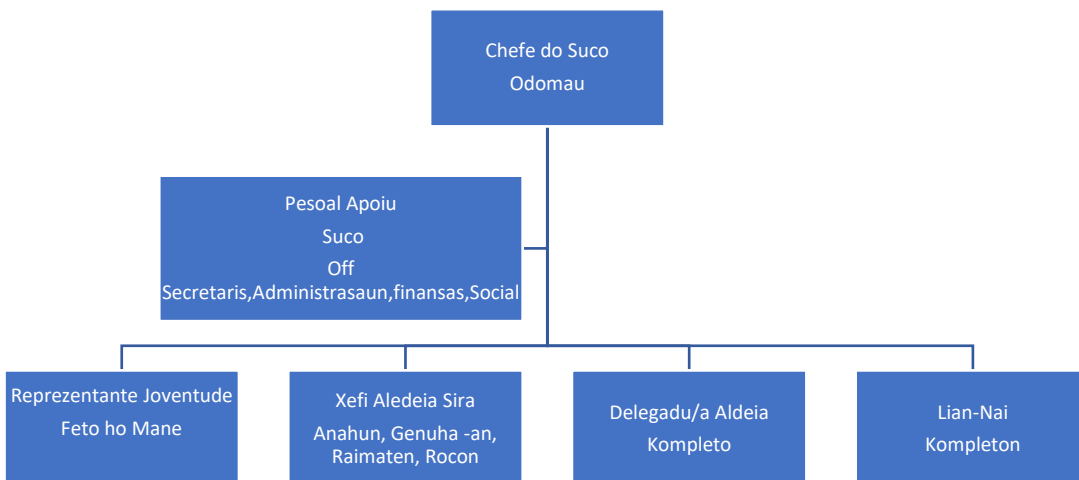 Chefe do Suco
Odomau
Pesoal Apoiu
Suco
Off
Secretaris,Administrasaun,finansas,Social
Reprezentante Joventude
Feto ho Mane
Xefi Aledeia Sira
Anahun, Genuha -an,
Raimaten, Rocon
Delegadu/a Aldeia
Kompleto
Lian-Nai
Kompleton